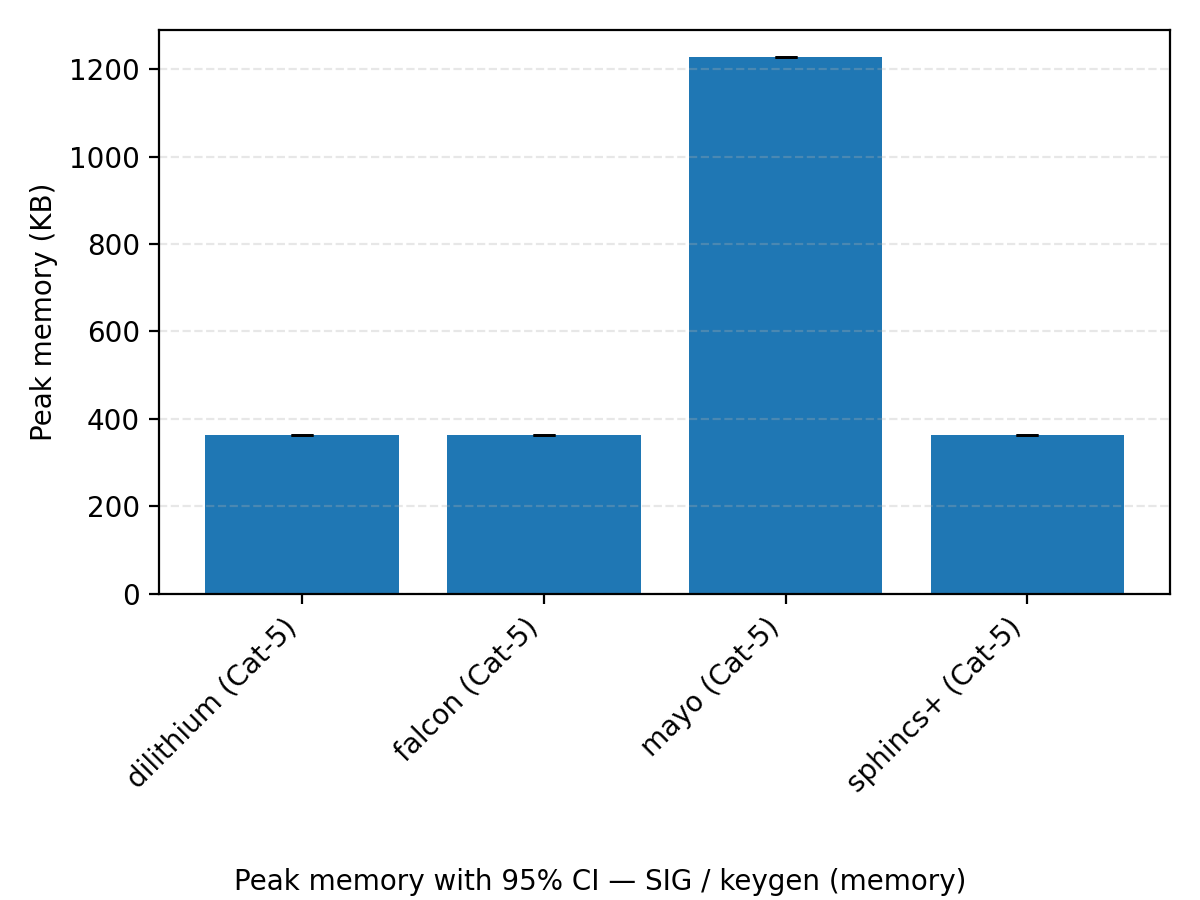 1200
1000
800
600
400
200
0
Peak memory (KB)
dilithium (Cat-5)
falcon (Cat-5)
mayo (Cat-5)
sphincs+ (Cat-5)
Peak memory with 95% CI — SIG / keygen (memory)